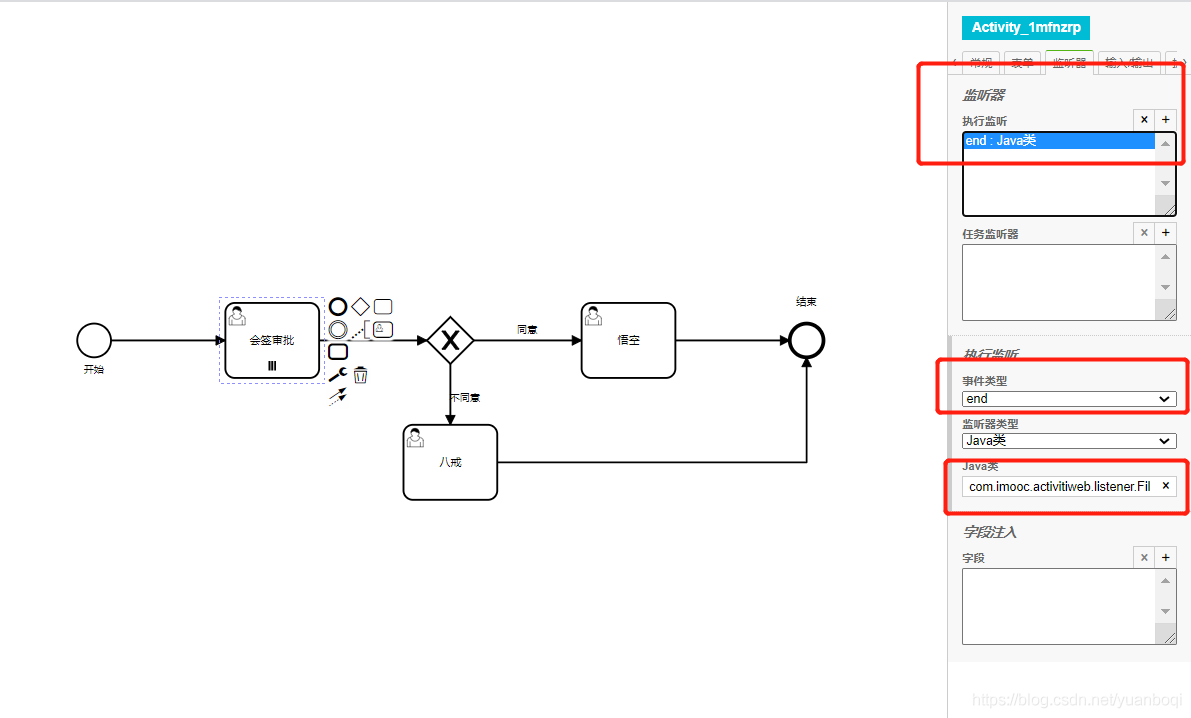 Activity_1mfnzrp
常规
表单
监听器
输入/输出
监听器
执行监听
× +
end : Java类
任务监听器
× +
执行监听
事件类型
end
监听器类型
Java类
Java类
com.imooc.activitiweb.listener.Fil ×
字段注入
字段
× +
开始
会签审批
X
同意
不同意
悟空
八戒
结束
https://blog.csdn.net/yuanboqi